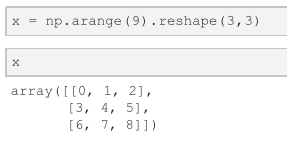 x = np.arange(9).reshape(3,3)
x
array([[0, 1, 2],
       [3, 4, 5],
       [6, 7, 8]])